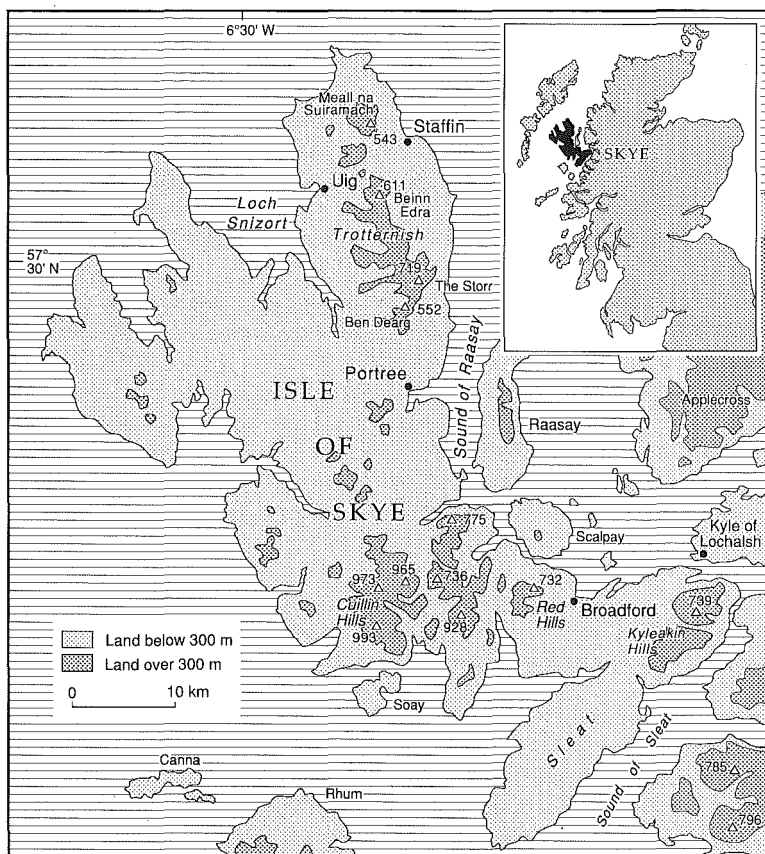 6°30' W
Meall na
Suiramach
543
Staffin
Uig
611
Beinn
Edra
Loch
Snizort
Trotternish
57°
30' N
719
The Storr
552
Ben Dearg
SKYE
Portree
Sound of Raasay
ISLE
OF
SKYE
Raasay
Applecross
775
Scalpay
Kyle of
Lochalsh
973
965
736
732
Cuillin
Hills
993
928
Red
Hills
Broadford
739
Kyleakin
Hills
Land below 300 m
Land over 300 m
0 10 km
Soay
Sleat
Sound of Sleat
Canna
Rhum
785
796